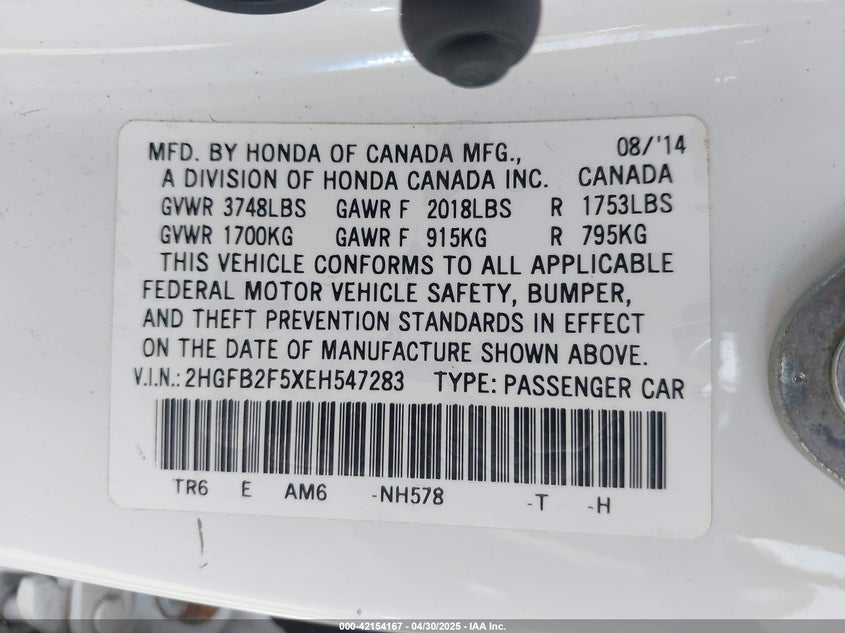 MFD. BY HONDA OF CANADA MFG., 08/'14
A DIVISION OF HONDA CANADA INC. CANADA
GVWR 3748LBS GAWR F 2018LBS R 1753LBS
GVWR 1700KG GAWR F 915KG R 795KG
THIS VEHICLE CONFORMS TO ALL APPLICABLE
FEDERAL MOTOR VEHICLE SAFETY, BUMPER,
AND THEFT PREVENTION STANDARDS IN EFFECT
ON THE DATE OF MANUFACTURE SHOWN ABOVE.
V.I.N.: 2HGFB2F5XEH547283 TYPE: PASSENGER CAR
TR6 E AM6 -NH578 -T -H
000-42154167 - 04/30/2025 - IAA Inc.